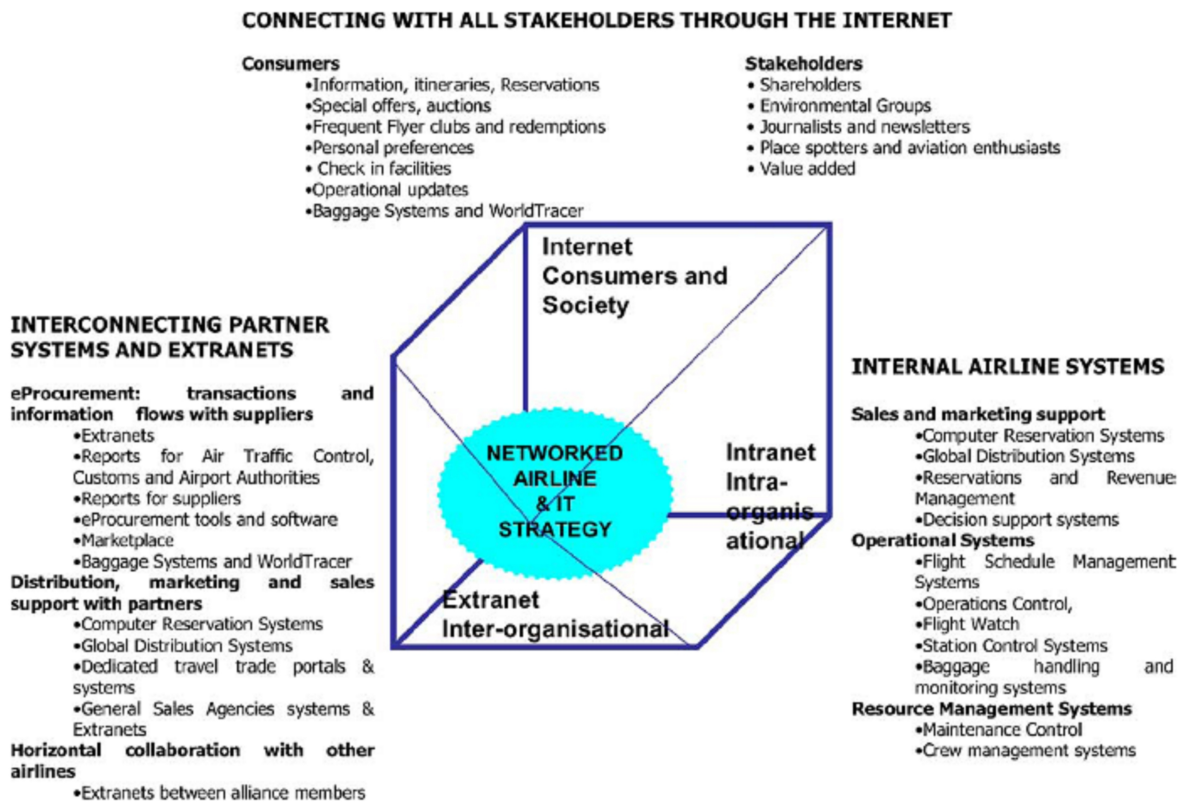 CONNECTING WITH ALL STAKEHOLDERS THROUGH THE INTERNET
Consumers
•Information, itineraries, Reservations
•Special offers, auctions
•Frequent Flyer clubs and redemptions
•Personal preferences
• Check in facilities
•Operational updates
•Baggage Systems and WorldTracer
Stakeholders
• Shareholders
• Environmental Groups
• Journalists and newsletters
• Place spotters and aviation enthusiasts
• Value added
Internet
Consumers and
Society
INTERCONNECTING PARTNER
SYSTEMS AND EXTRANETS
eProcurement: transactions and
information flows with suppliers
•Extranets
•Reports for Air Traffic Control,
Customs and Airport Authorities
•Reports for suppliers
•eProcurement tools and software
•Marketplace
•Baggage Systems and WorldTracer
Distribution, marketing and sales
support with partners
•Computer Reservation Systems
•Global Distribution Systems
•Dedicated travel trade portals &
systems
•General Sales Agencies systems &
Extranets
Horizontal collaboration with other
airlines
•Extranets between alliance members
NETWORKED
AIRLINE
& IT
STRATEGY
Intranet
Intra-
organis
ational
Extranet
Inter-organisational
INTERNAL AIRLINE SYSTEMS
Sales and marketing support
•Computer Reservation Systems
•Global Distribution Systems
•Reservations and Revenue
Management
•Decision support systems
Operational Systems
•Flight Schedule Management
Systems
•Operations Control,
•Flight Watch
•Station Control Systems
•Baggage handling and
monitoring systems
Resource Management Systems
•Maintenance Control
•Crew management systems